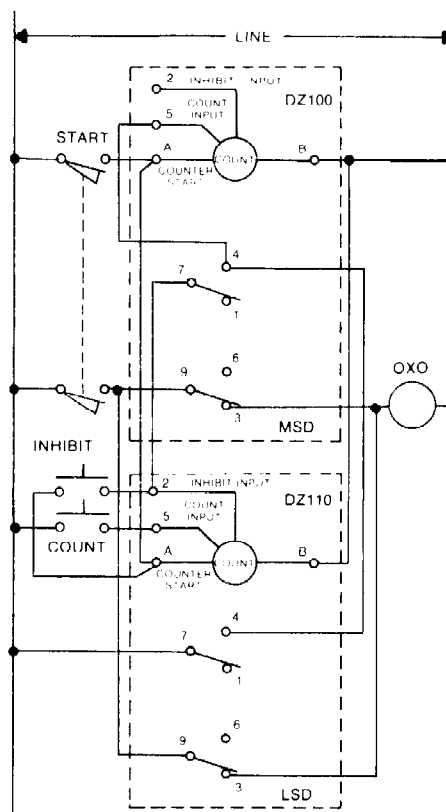 LINE
2 INHIBIT INPUT
DZ100
5 COUNT INPUT
START
A COUNT B
COUNTER START
4
7
1
6
9
OXO
3
MSD
INHIBIT
2 INHIBIT INPUT
DZ110
5 COUNT INPUT
COUNT
A COUNT B
COUNTER START
4
7
1
6
9
3
LSD